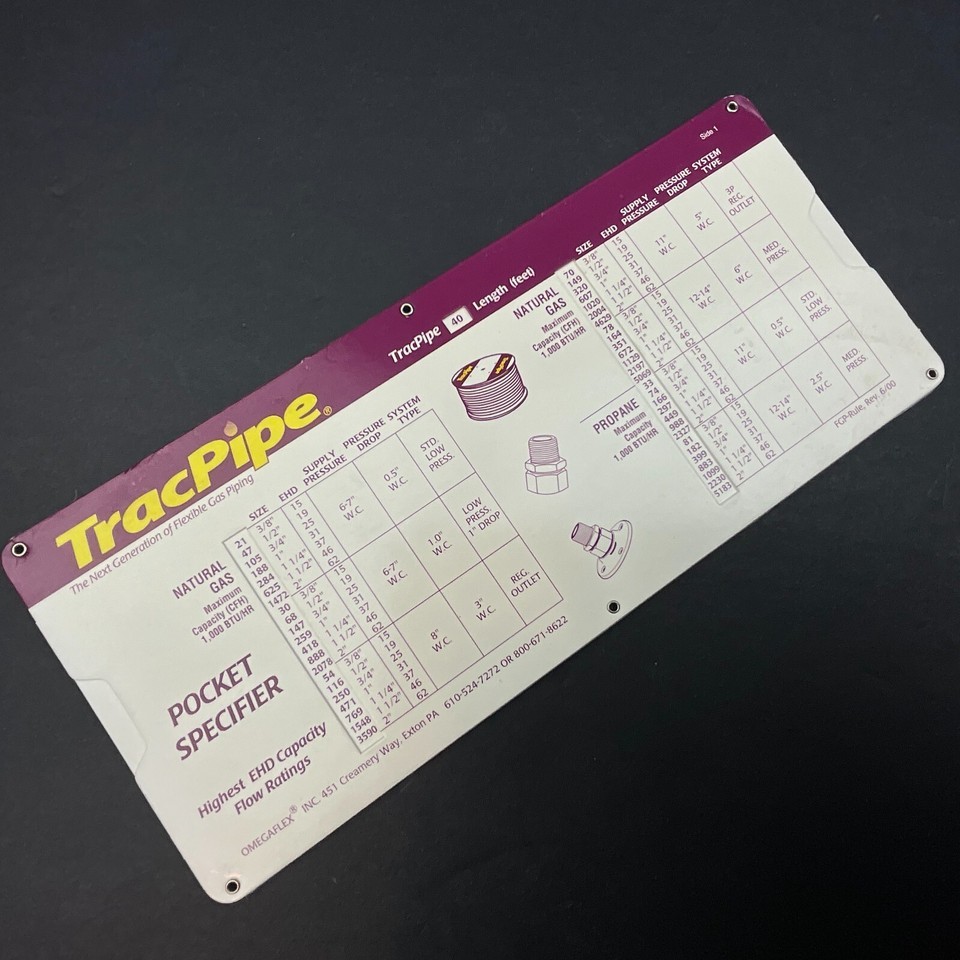 Side 1
TracPipe 40 Length (feet)
TracPipe®
The Next Generation of Flexible Gas Piping
NATURAL
GAS
Maximum
Capacity (CFH)
1,000 BTU/HR
POCKET
SPECIFIER
Highest EHD Capacity
Flow Ratings
SIZE EHD SUPPLY PRESSURE PRESSURE DROP SYSTEM TYPE
21 3/8" 15
47 1/2" 19
105 3/4" 25
188 1" 31
284 1 1/4" 37
625 1 1/2" 46
1472 2" 62
6-7" W.C.
0.5" W.C.
STD. LOW PRESS.
30 3/8" 15
68 1/2" 19
147 3/4" 25
259 1" 31
418 1 1/4" 37
888 1 1/2" 46
2078 2" 62
6-7" W.C.
1.0" W.C.
LOW PRESS. 1" DROP
54 3/8" 15
116 1/2" 19
250 3/4" 25
471 1" 31
769 1 1/4" 37
1548 1 1/2" 46
3590 2" 62
8" W.C.
3" W.C.
REG. OUTLET
OMEGAFLEX® INC. 451 Creamery Way, Exton PA 610-524-7272 OR 800-671-8622
TracPipe
NATURAL
GAS
Maximum
Capacity (CFH)
1,000 BTU/HR
SIZE EHD SUPPLY PRESSURE PRESSURE DROP SYSTEM TYPE
70 3/8" 15
149 1/2" 19
320 3/4" 25
607 1" 31
1020 1 1/4" 37
2004 1 1/2" 46
4629 2" 62
11" W.C.
5" W.C.
3P REG. OUTLET
78 3/8" 15
164 1/2" 19
351 3/4" 25
672 1" 31
1129 1 1/4" 37
2197 1 1/2" 46
5069 2" 62
12-14" W.C.
6" W.C.
MED. PRESS.
PROPANE
Maximum
Capacity
1,000 BTU/HR
33 3/8" 15
74 1/2" 19
166 3/4" 25
297 1" 31
449 1 1/4" 37
988 1 1/2" 46
2327 2" 62
11" W.C.
0.5" W.C.
STD. LOW PRESS.
81 3/8" 15
182 1/2" 19
399 3/4" 25
883 1" 31
1099 1 1/4" 37
2230 1 1/2" 46
5183 2" 62
12-14" W.C.
2.5" W.C.
MED. PRESS.
FGP-Rule, Rev. 6/00